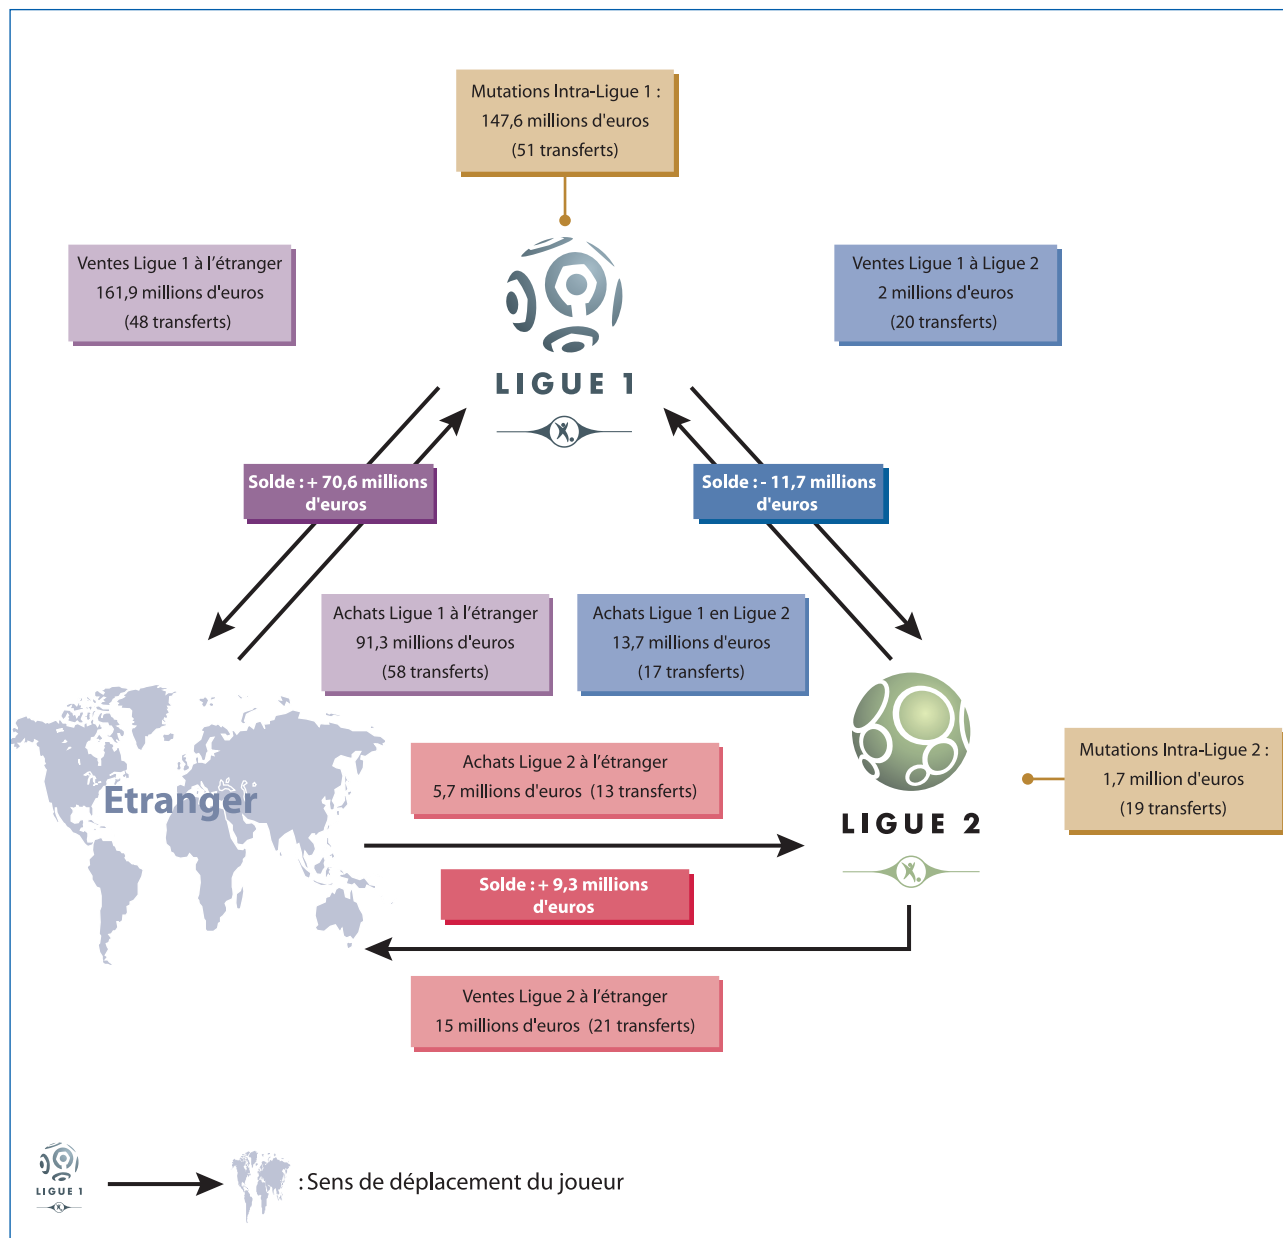 Mutations Intra-Ligue 1 :
147,6 millions d'euros
(51 transferts)
Ventes Ligue 1 à l'étranger
161,9 millions d'euros
(48 transferts)
Ventes Ligue 1 à Ligue 2
2 millions d'euros
(20 transferts)
LIGUE 1
Solde : + 70,6 millions
d'euros
Solde : - 11,7 millions
d'euros
Achats Ligue 1 à l'étranger
91,3 millions d'euros
(58 transferts)
Achats Ligue 1 en Ligue 2
13,7 millions d'euros
(17 transferts)
Etranger
Achats Ligue 2 à l'étranger
5,7 millions d'euros (13 transferts)
LIGUE 2
Mutations Intra-Ligue 2 :
1,7 million d'euros
(19 transferts)
Solde : + 9,3 millions
d'euros
Ventes Ligue 2 à l'étranger
15 millions d'euros (21 transferts)
LIGUE 1
: Sens de déplacement du joueur